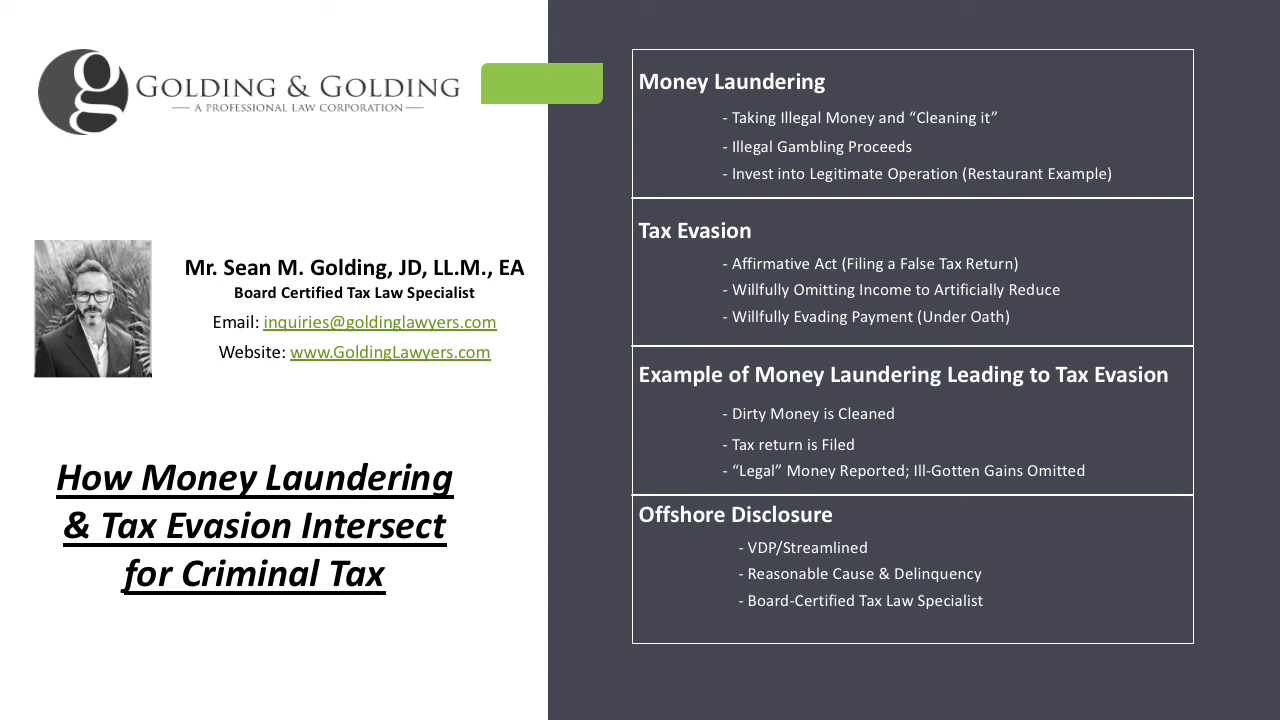 g
GOLDING & GOLDING
A PROFESSIONAL LAW CORPORATION
Mr. Sean M. Golding, JD, LL.M., EA
Board Certified Tax Law Specialist
Email: inquiries@goldinglawyers.com
Website: www.GoldingLawyers.com
How Money Laundering
& Tax Evasion Intersect
for Criminal Tax
Money Laundering
- Taking Illegal Money and “Cleaning it”
- Illegal Gambling Proceeds
- Invest into Legitimate Operation (Restaurant Example)
Tax Evasion
- Affirmative Act (Filing a False Tax Return)
- Willfully Omitting Income to Artificially Reduce
- Willfully Evading Payment (Under Oath)
Example of Money Laundering Leading to Tax Evasion
- Dirty Money is Cleaned
- Tax return is Filed
- “Legal” Money Reported; Ill-Gotten Gains Omitted
Offshore Disclosure
- VDP/Streamlined
- Reasonable Cause & Delinquency
- Board-Certified Tax Law Specialist